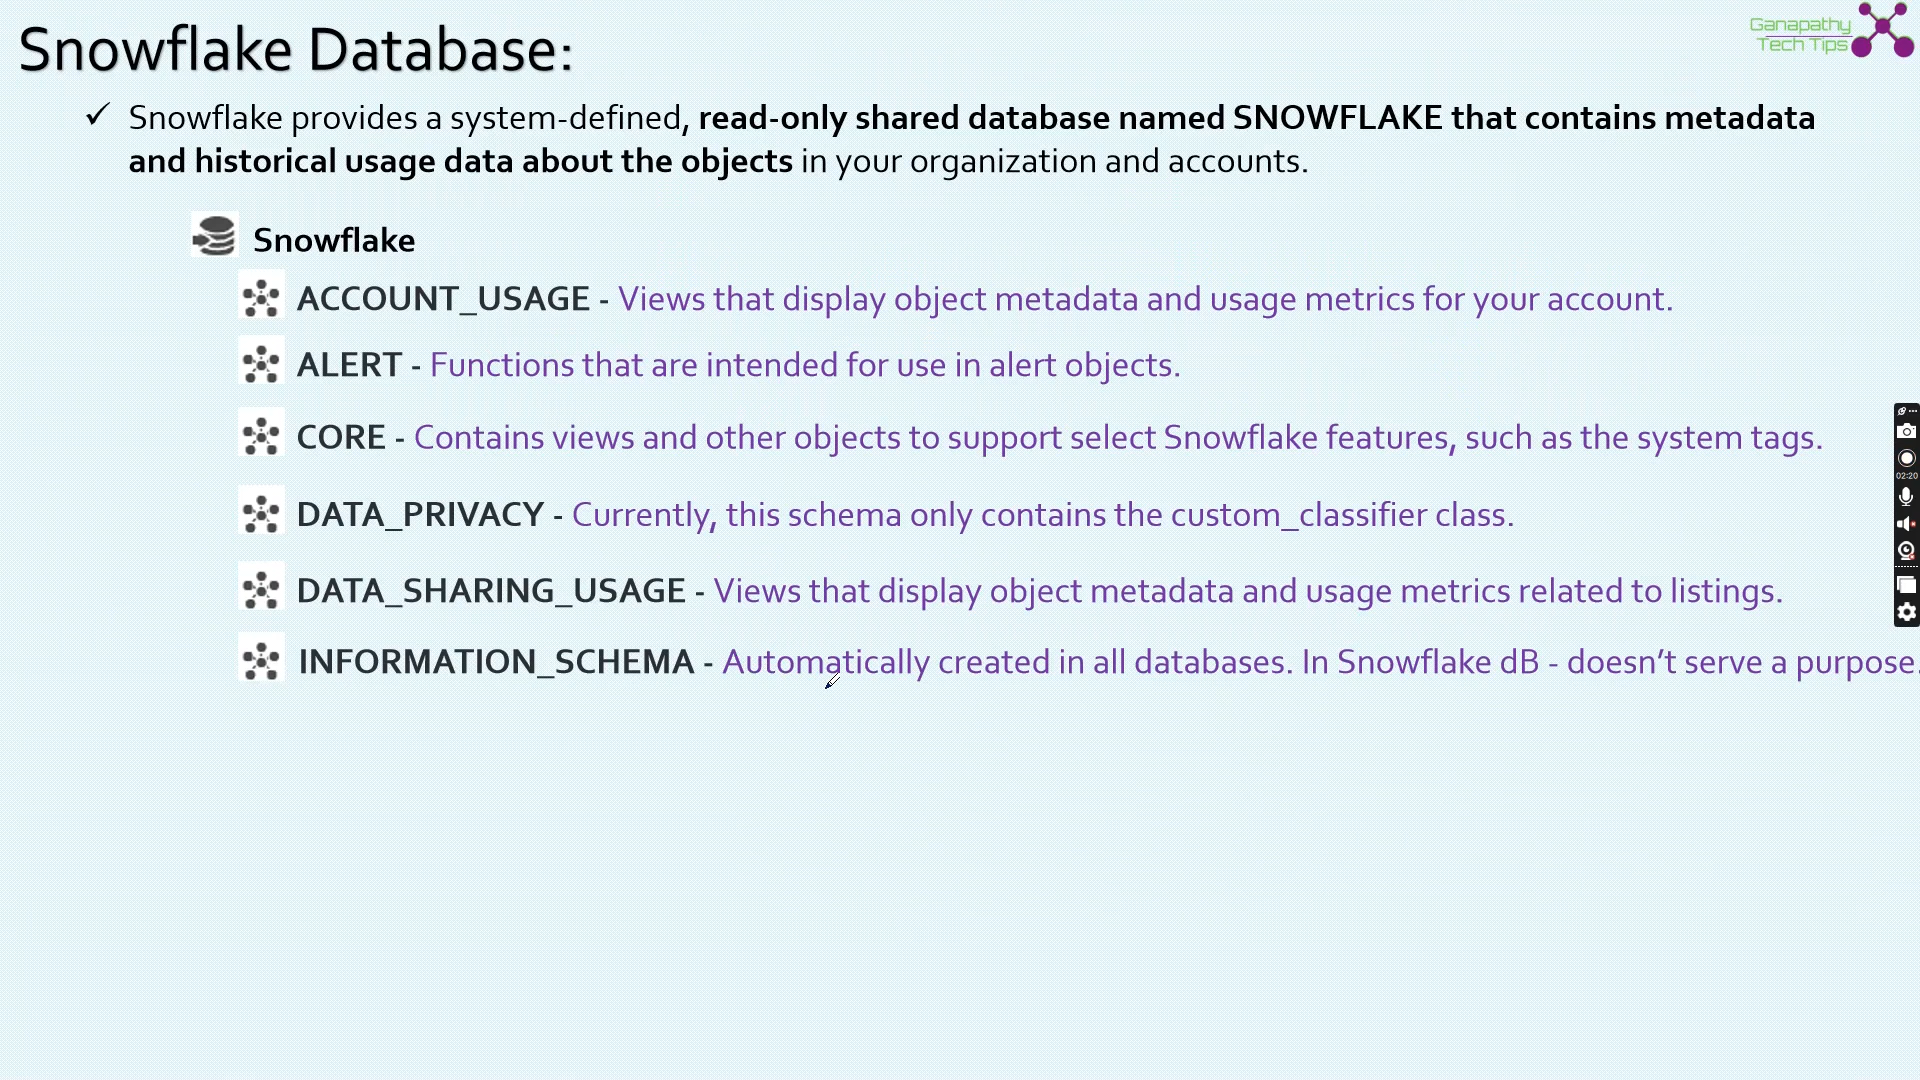 Snowflake Database:
Ganapathy
Tech Tips
✓ Snowflake provides a system-defined, read-only shared database named SNOWFLAKE that contains metadata
and historical usage data about the objects in your organization and accounts.
Snowflake
ACCOUNT_USAGE - Views that display object metadata and usage metrics for your account.
ALERT - Functions that are intended for use in alert objects.
CORE - Contains views and other objects to support select Snowflake features, such as the system tags.
DATA_PRIVACY - Currently, this schema only contains the custom_classifier class.
DATA_SHARING_USAGE - Views that display object metadata and usage metrics related to listings.
INFORMATION_SCHEMA - Automatically created in all databases. In Snowflake dB - doesn’t serve a purpose.
02:20